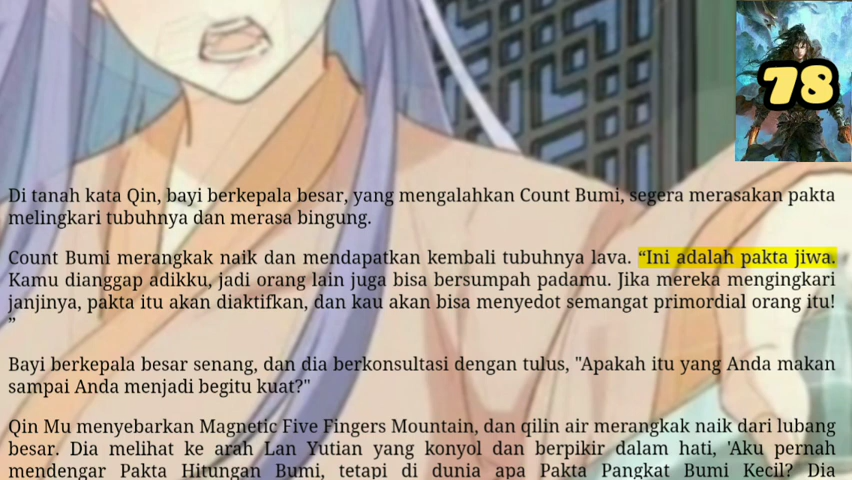 78
Di tanah kata Qin, bayi berkepala besar, yang mengalahkan Count Bumi, segera merasakan pakta
melingkari tubuhnya dan merasa bingung.
Count Bumi merangkak naik dan mendapatkan kembali tubuhnya lava. “Ini adalah pakta jiwa.
Kamu dianggap adikku, jadi orang lain juga bisa bersumpah padamu. Jika mereka mengingkari
janjinya, pakta itu akan diaktifkan, dan kau akan bisa menyedot semangat primordial orang itu!
”
Bayi berkepala besar senang, dan dia berkonsultasi dengan tulus, "Apakah itu yang Anda makan
sampai Anda menjadi begitu kuat?"
Qin Mu menyebarkan Magnetic Five Fingers Mountain, dan qilin air merangkak naik dari lubang
besar. Dia melihat ke arah Lan Yutian yang konyol dan berpikir dalam hati, 'Aku pernah
mendengar Pakta Hitungan Bumi, tetapi di dunia apa Pakta Pangkat Bumi Kecil? Dia